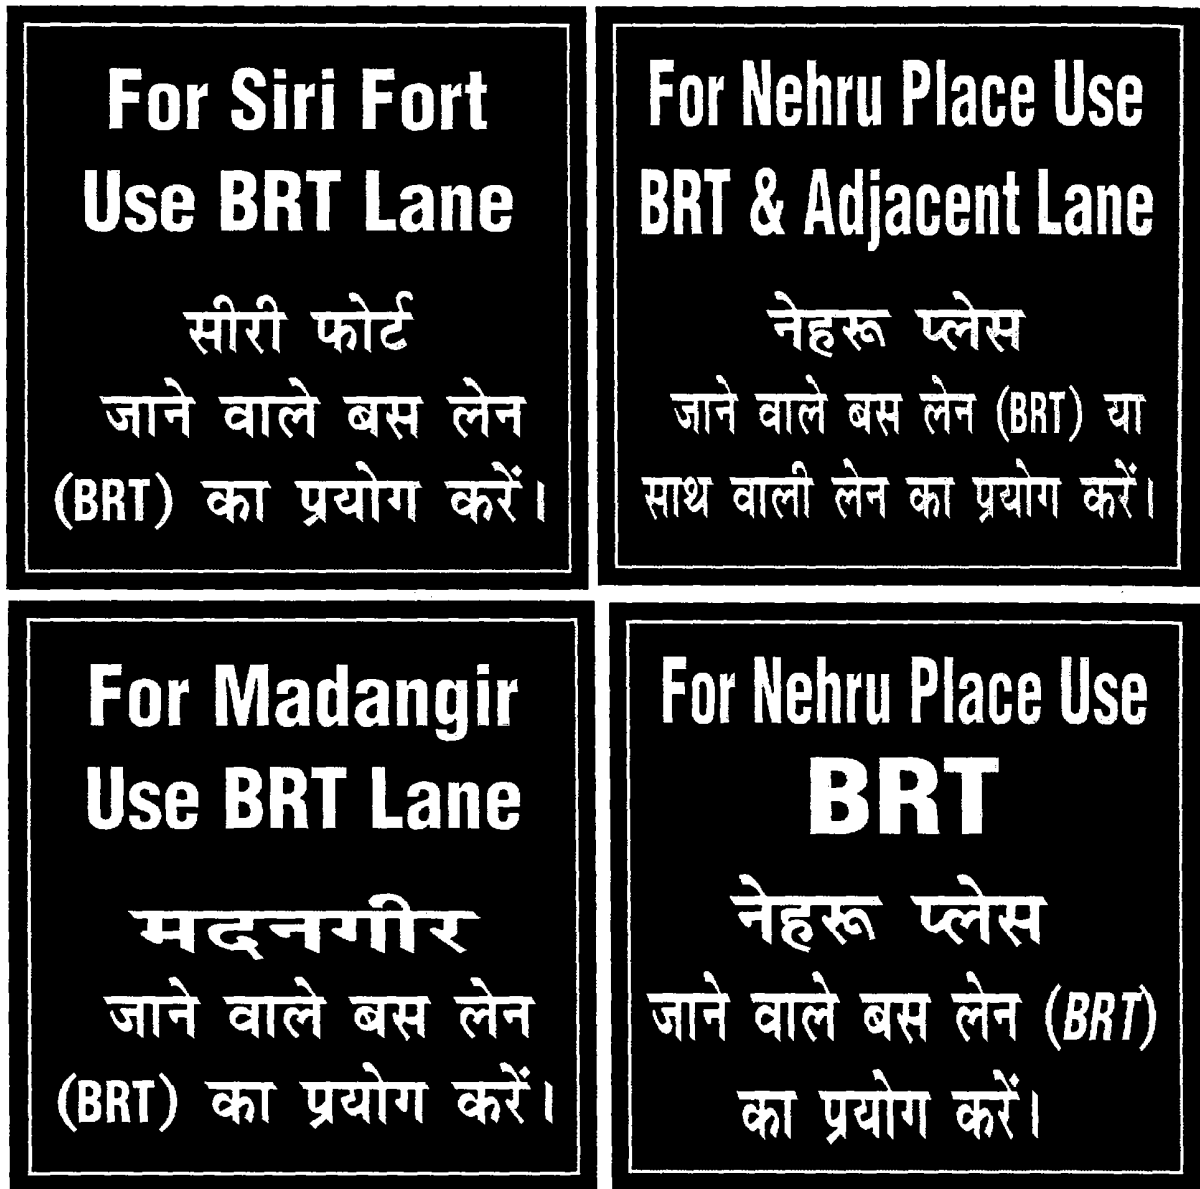 For Siri Fort
Use BRT Lane
सीरी फोर्ट
जाने वाले बस लेन
(BRT) का प्रयोग करें।
For Nehru Place Use
BRT & Adjacent Lane
नेहरू प्लेस
जाने वाले बस लेन (BRT) या
साथ वाली लेन का प्रयोग करें।
For Madangir
Use BRT Lane
मदनगीर
जाने वाले बस लेन
(BRT) का प्रयोग करें।
For Nehru Place Use
BRT
नेहरू प्लेस
जाने वाले बस लेन (BRT)
का प्रयोग करें।